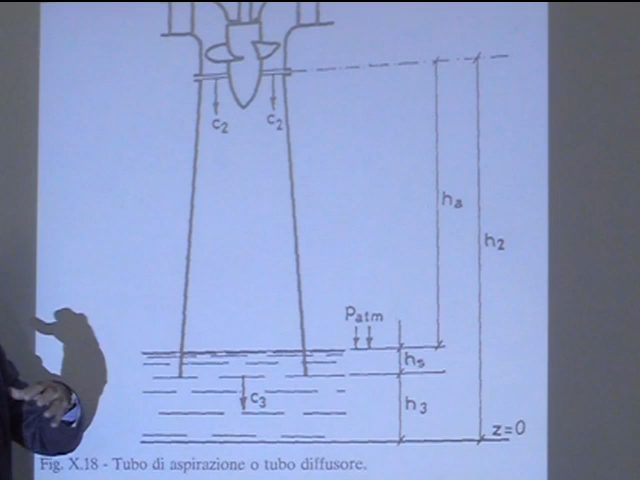 c2
c2
ha
h2
Patm
hs
c3
h3
z=0
Fig. X.18 - Tubo di aspirazione o tubo diffusore.